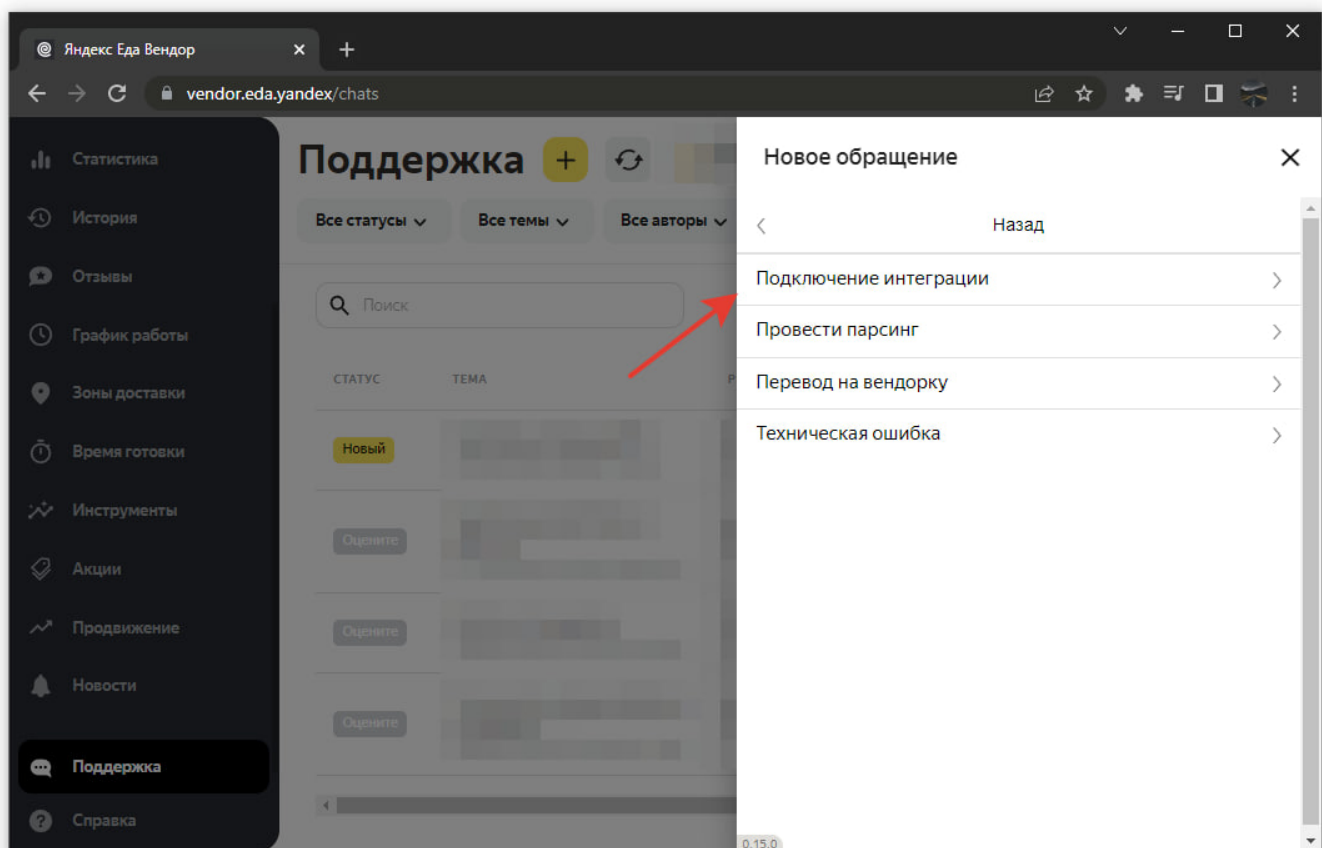 Яндекс Еда Вендор
vendor.eda.yandex/chats
Статистика
История
Отзывы
График работы
Зоны доставки
Время готовки
Инструменты
Акции
Продвижение
Новости
Поддержка
Справка
Поддержка +
Все статусы
Все темы
Все авторы
Поиск
СТАТУС
ТЕМА
Р
Новый
Оцените
Оцените
Оцените
Новое обращение
Назад
Подключение интеграции
Провести парсинг
Перевод на вендорку
Техническая ошибка
0.15.0